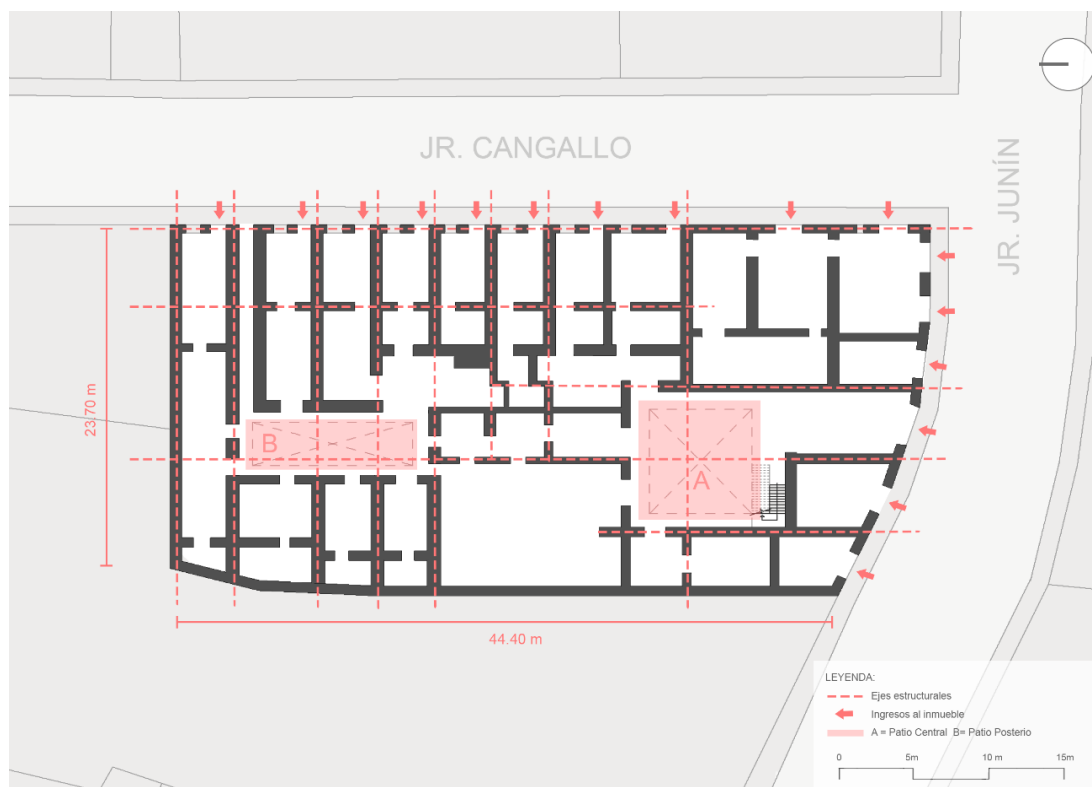 JR. CANGALLO
JR. JUNÍN
B
A
23.70 m
44.40 m
LEYENDA:
Ejes estructurales
Ingresos al inmueble
A = Patio Central B= Patio Posterio
0 5m 10 m 15m